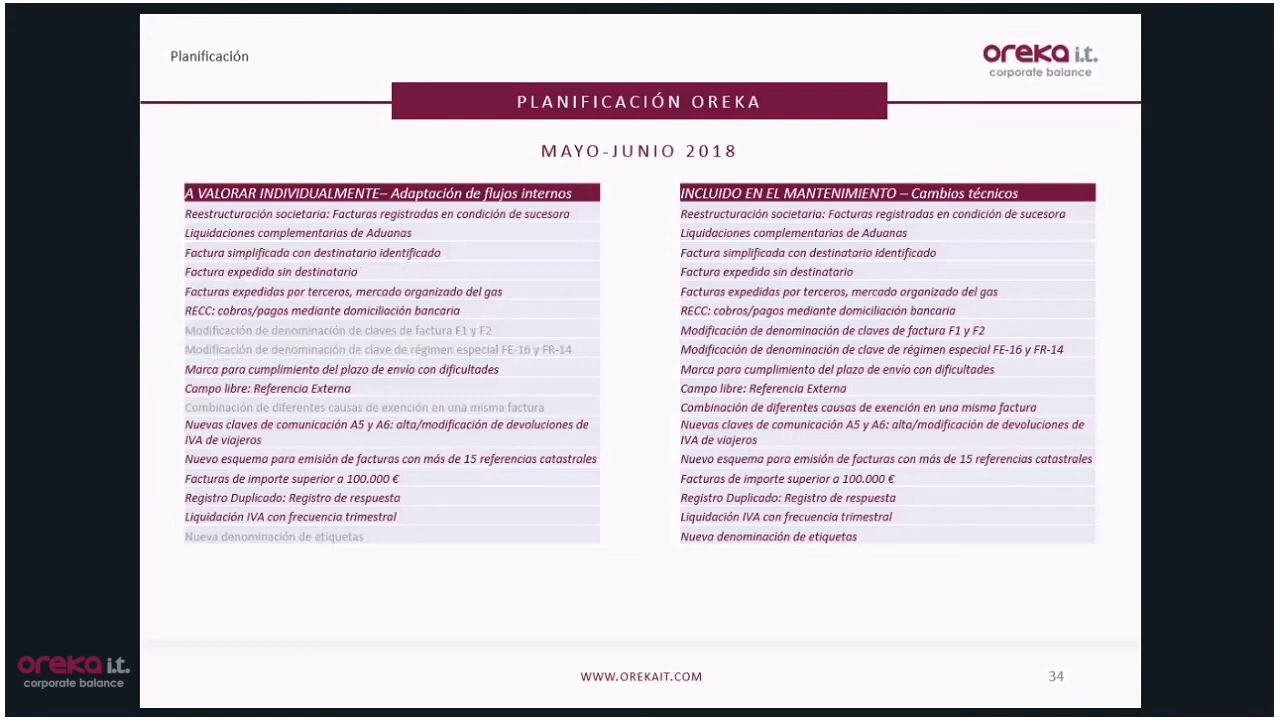 Planificación
oreka i.t.
corporate balance
PLANIFICACIÓN OREKA
MAYO-JUNIO 2018
A VALORAR INDIVIDUALMENTE– Adaptación de flujos internos
Reestructuración societaria: Facturas registradas en condición de sucesora
Liquidaciones complementarias de Aduanas
Factura simplificada con destinatario identificado
Factura expedida sin destinatario
Facturas expedidas por terceros, mercado organizado del gas
RECC: cobros/pagos mediante domiciliación bancaria
Modificación de denominación de claves de factura F1 y F2
Modificación de denominación de clave de régimen especial FE-16 y FR-14
Marca para cumplimiento del plazo de envío con dificultades
Campo libre: Referencia Externa
Combinación de diferentes causas de exención en una misma factura
Nuevas claves de comunicación A5 y A6: alta/modificación de devoluciones de
IVA de viajeros
Nuevo esquema para emisión de facturas con más de 15 referencias catastrales
Facturas de importe superior a 100.000 €
Registro Duplicado: Registro de respuesta
Liquidación IVA con frecuencia trimestral
Nueva denominación de etiquetas
INCLUIDO EN EL MANTENIMIENTO – Cambios técnicos
Reestructuración societaria: Facturas registradas en condición de sucesora
Liquidaciones complementarias de Aduanas
Factura simplificada con destinatario identificado
Factura expedida sin destinatario
Facturas expedidas por terceros, mercado organizado del gas
RECC: cobros/pagos mediante domiciliación bancaria
Modificación de denominación de claves de factura F1 y F2
Modificación de denominación de clave de régimen especial FE-16 y FR-14
Marca para cumplimiento del plazo de envío con dificultades
Campo libre: Referencia Externa
Combinación de diferentes causas de exención en una misma factura
Nuevas claves de comunicación A5 y A6: alta/modificación de devoluciones de
IVA de viajeros
Nuevo esquema para emisión de facturas con más de 15 referencias catastrales
Facturas de importe superior a 100.000 €
Registro Duplicado: Registro de respuesta
Liquidación IVA con frecuencia trimestral
Nueva denominación de etiquetas
oreka i.t.
corporate balance
WWW.OREKAIT.COM
34